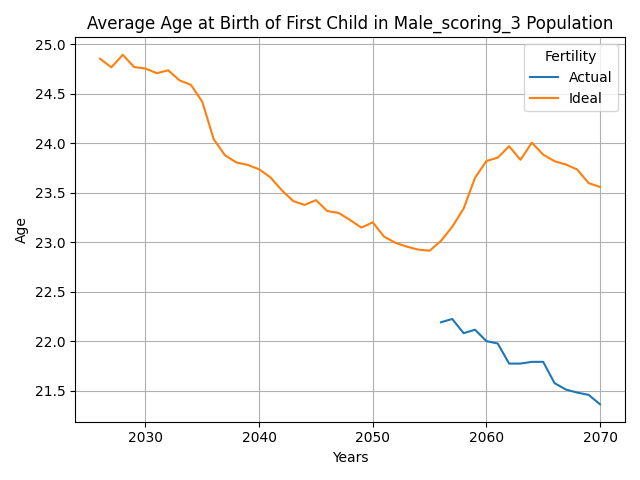 Average Age at Birth of First Child in Male_scoring_3 Population
Fertility
Actual
Ideal
25.0
24.5
24.0
23.5
23.0
22.5
22.0
21.5
Age
2030 2040 2050 2060 2070
Years